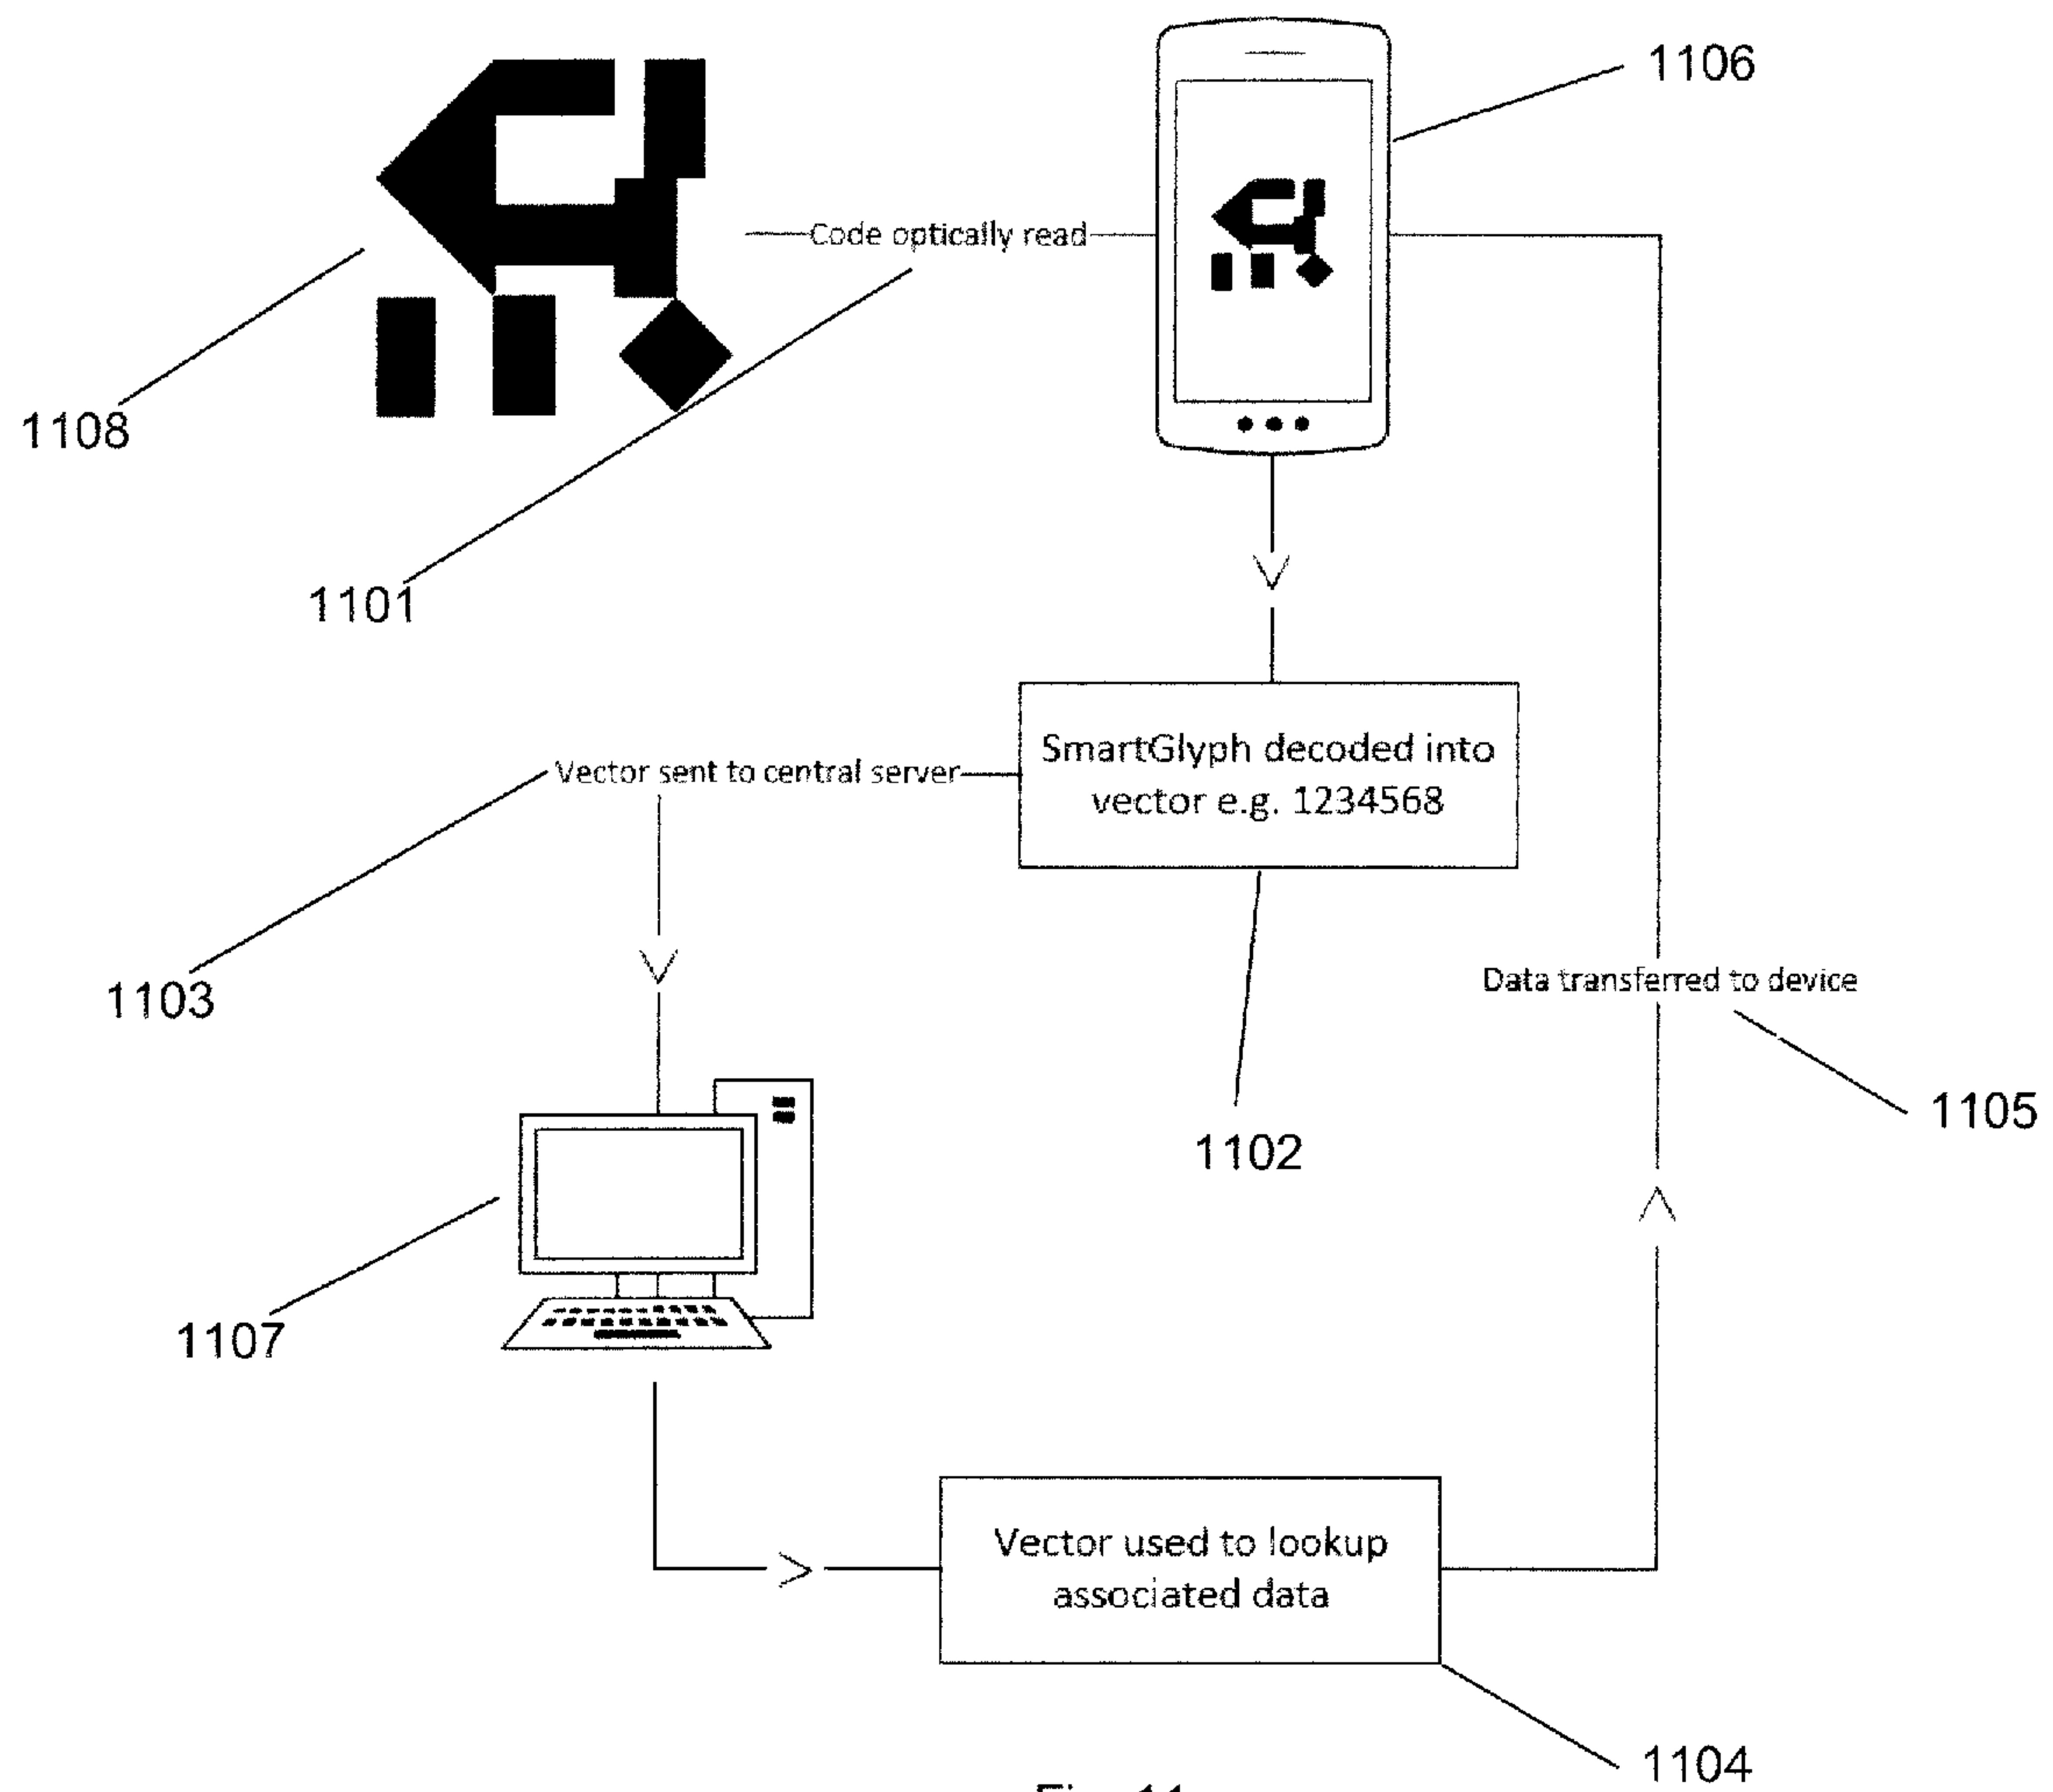 1106
Code optically read
1108
1101
SmartGlyph decoded into
vector e.g. 1234568
Vector sent to central server
1103
Data transferred to device
1105
1102
1107
Vector used to lookup
associated data
1104